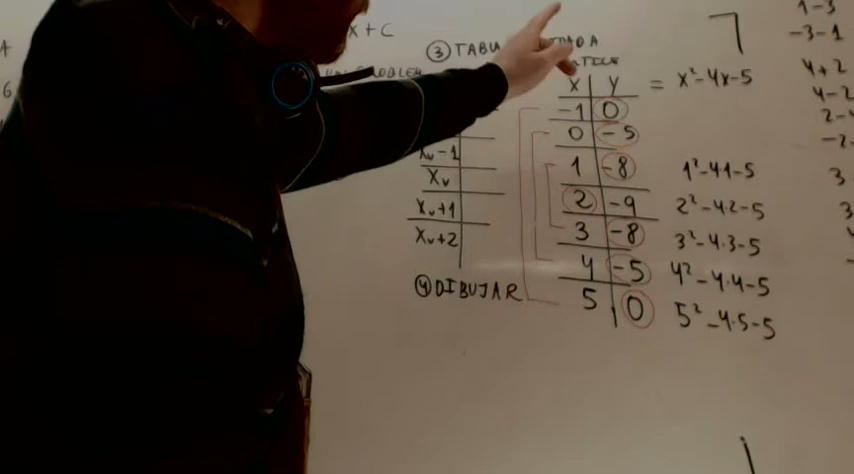 x+C
③ TABU
x y = x²-4x-5
-1 0
0 -5
1 -8 1²-4·1-5
2 -9 2²-4·2-5
3 -8 3²-4·3-5
4 -5 4²-4·4-5
5 0 5²-4·5-5
Xᵥ-1
Xᵥ
Xᵥ+1
Xᵥ+2
④ DIBUJAR
1-3
-3-1
4+2
4-2
3
3